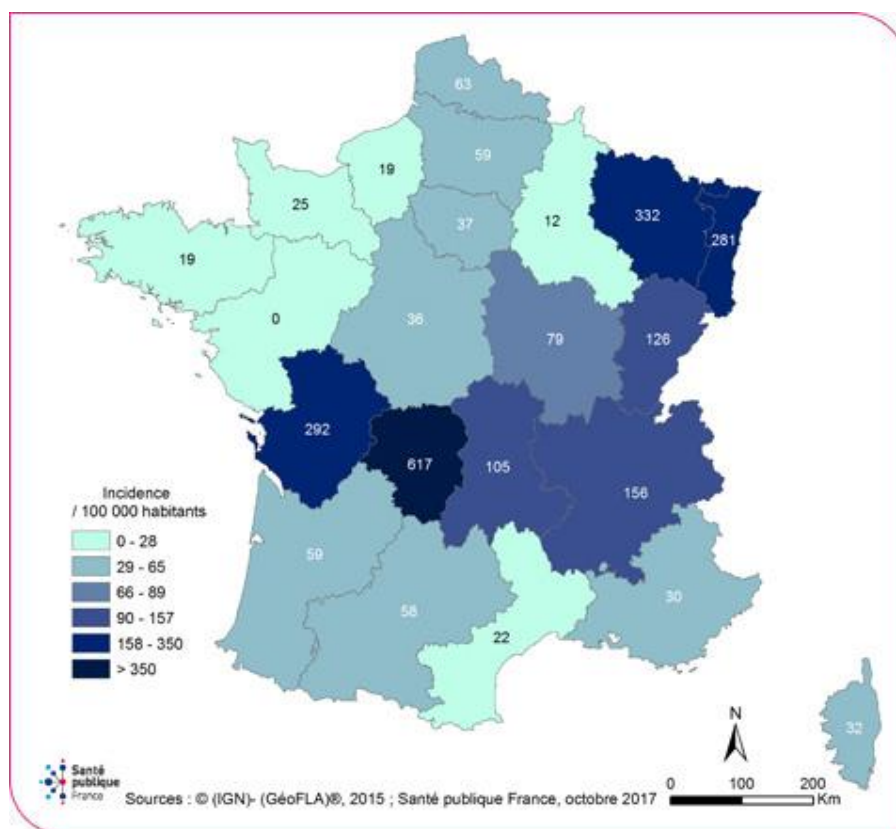 63
59
19
25
37
12
332
281
19
0
36
79
126
292
617
105
156
59
58
22
30
32
Incidence
/ 100 000 habitants
0 - 28
29 - 65
66 - 89
90 - 157
158 - 350
> 350
N
0 100 200
Km
Santé
publique
France
Sources : © (IGN)- (GéoFLA)®, 2015 ; Santé publique France, octobre 2017